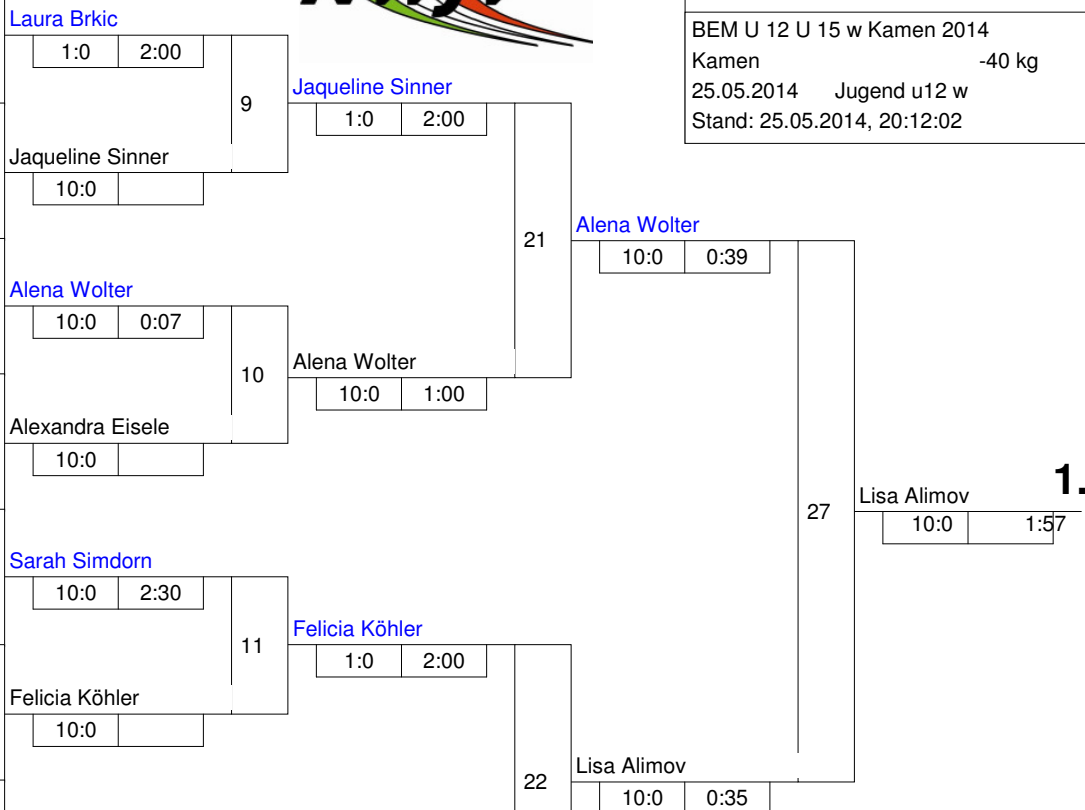 BEM U 12 U 15 w Kamen 2014
Kamen -40 kg
25.05.2014 Jugend u12 w
Stand: 25.05.2014, 20:12:02
Laura Brkic
1:0 2:00
9
Jaqueline Sinner
10:0
Jaqueline Sinner
1:0 2:00
Alena Wolter
10:0 0:07
10
Alexandra Eisele
10:0
Alena Wolter
10:0 1:00
21
Alena Wolter
10:0 0:39
Sarah Simdorn
10:0 2:30
11
Felicia Köhler
10:0
Felicia Köhler
1:0 2:00
22
Lisa Alimov
10:0 0:35
27
Lisa Alimov 1.
10:0 1:57